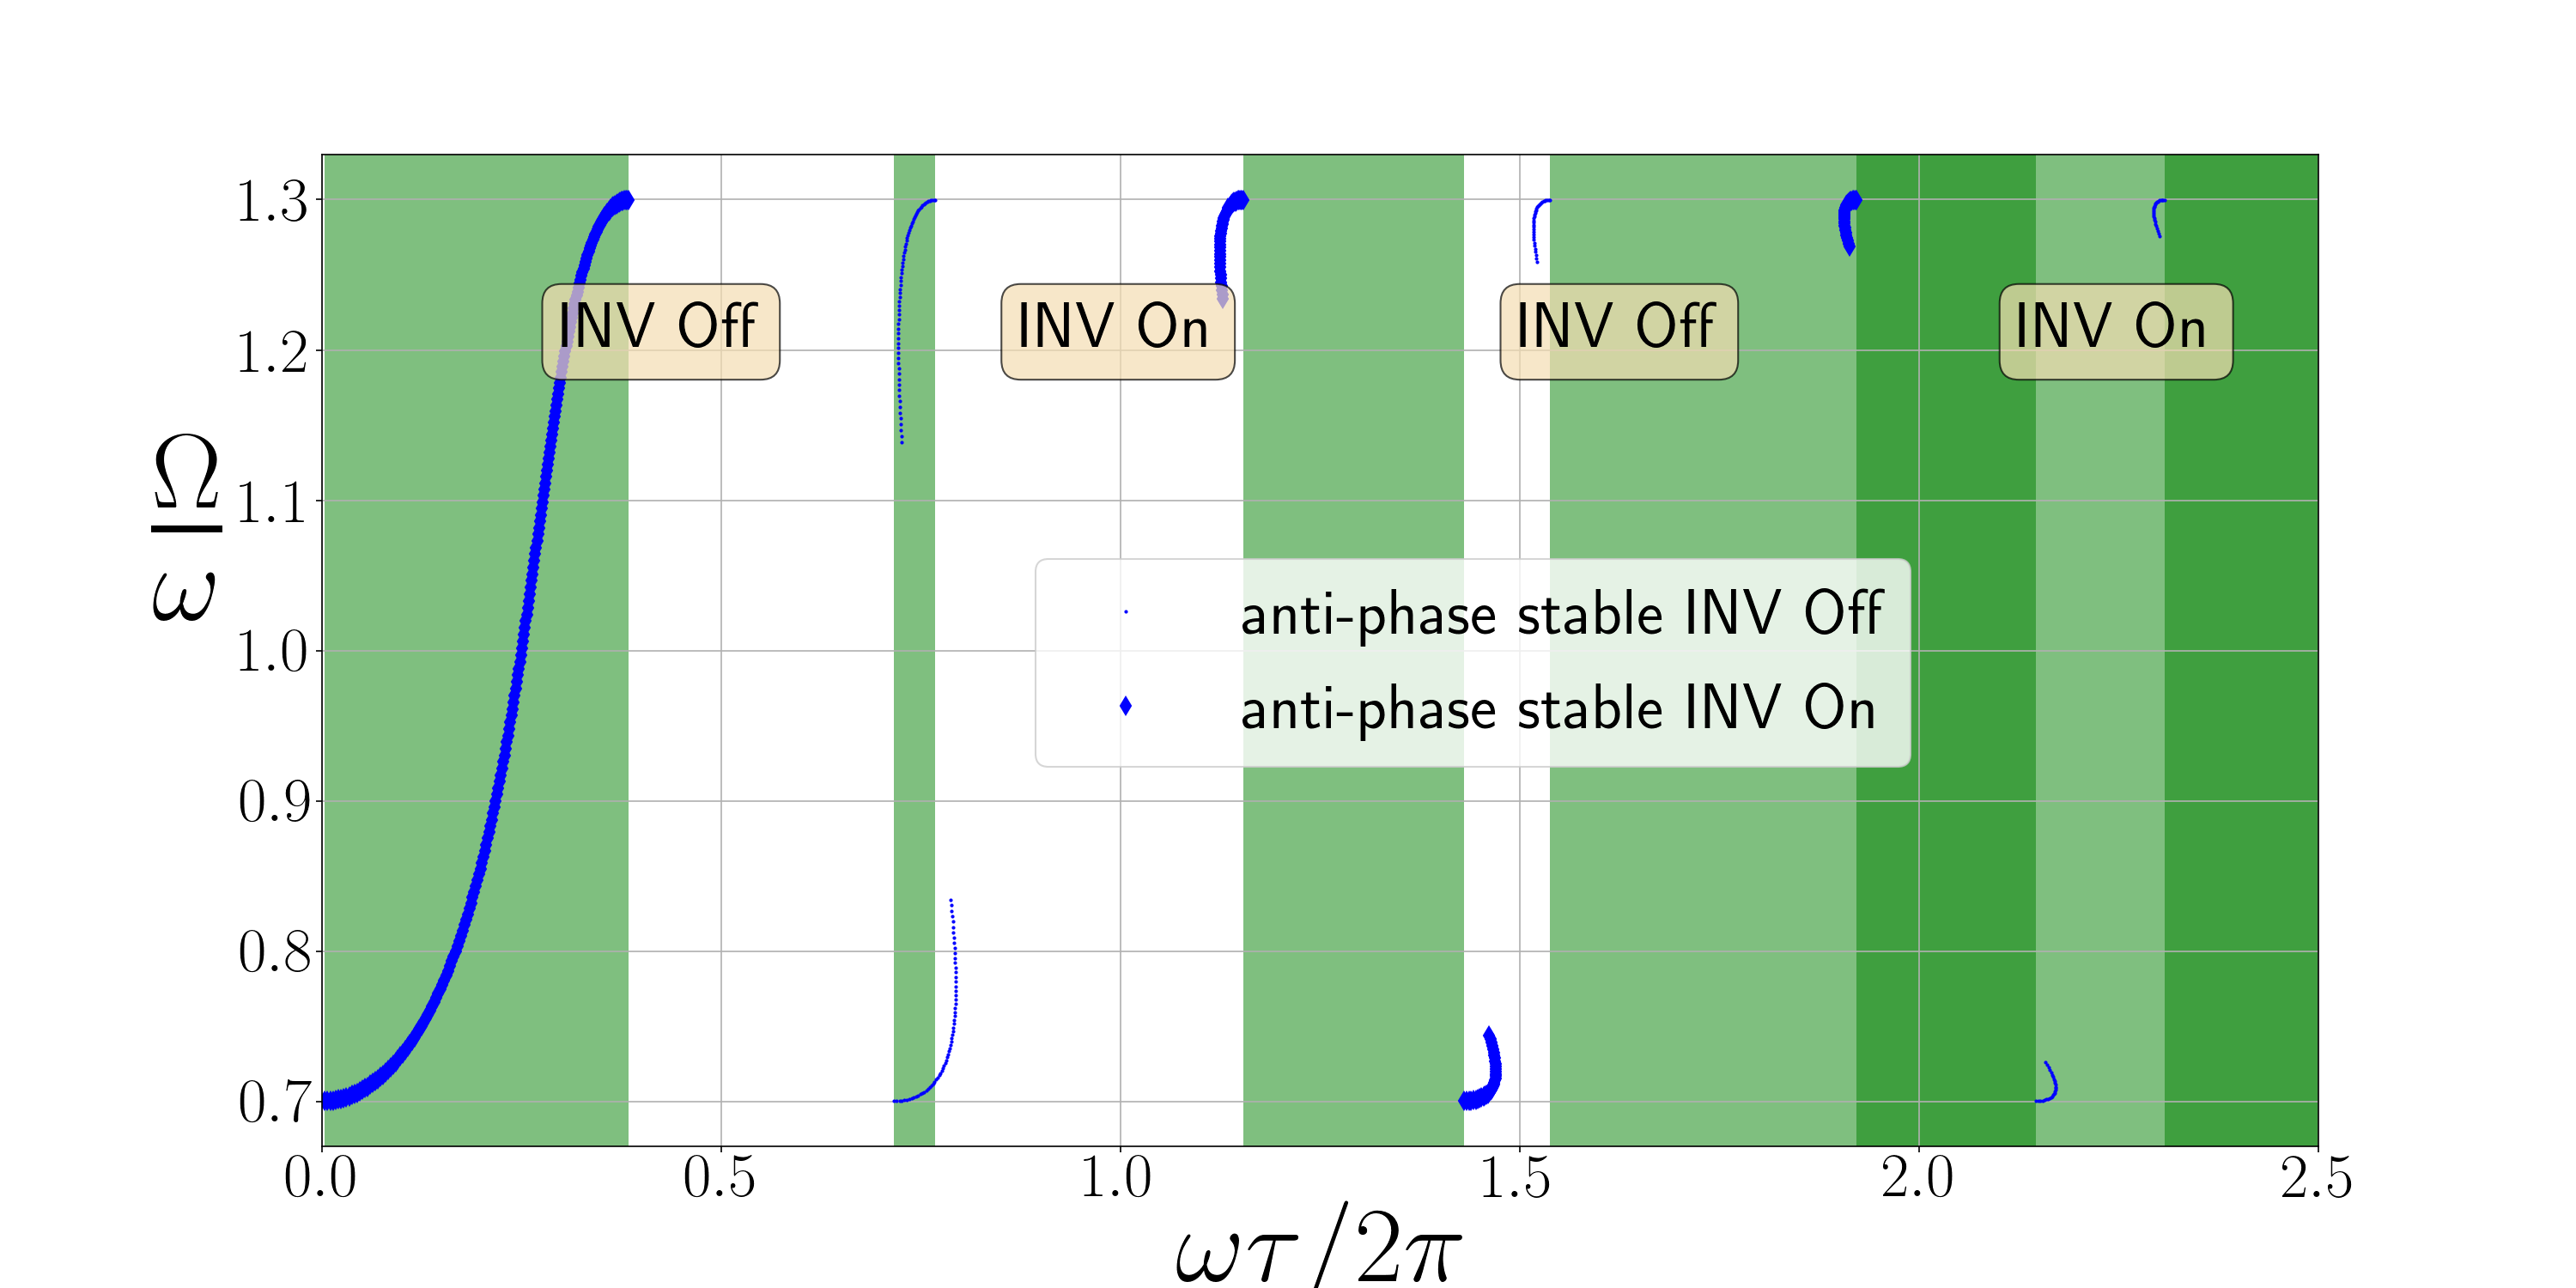 1.3
1.2
1.1
1.0
0.9
0.8
0.7
ω | Ω
INV Off
INV On
INV Off
INV On
anti-phase stable INV Off
anti-phase stable INV On
0.0 0.5 1.0 1.5 2.0 2.5
ωτ/2π